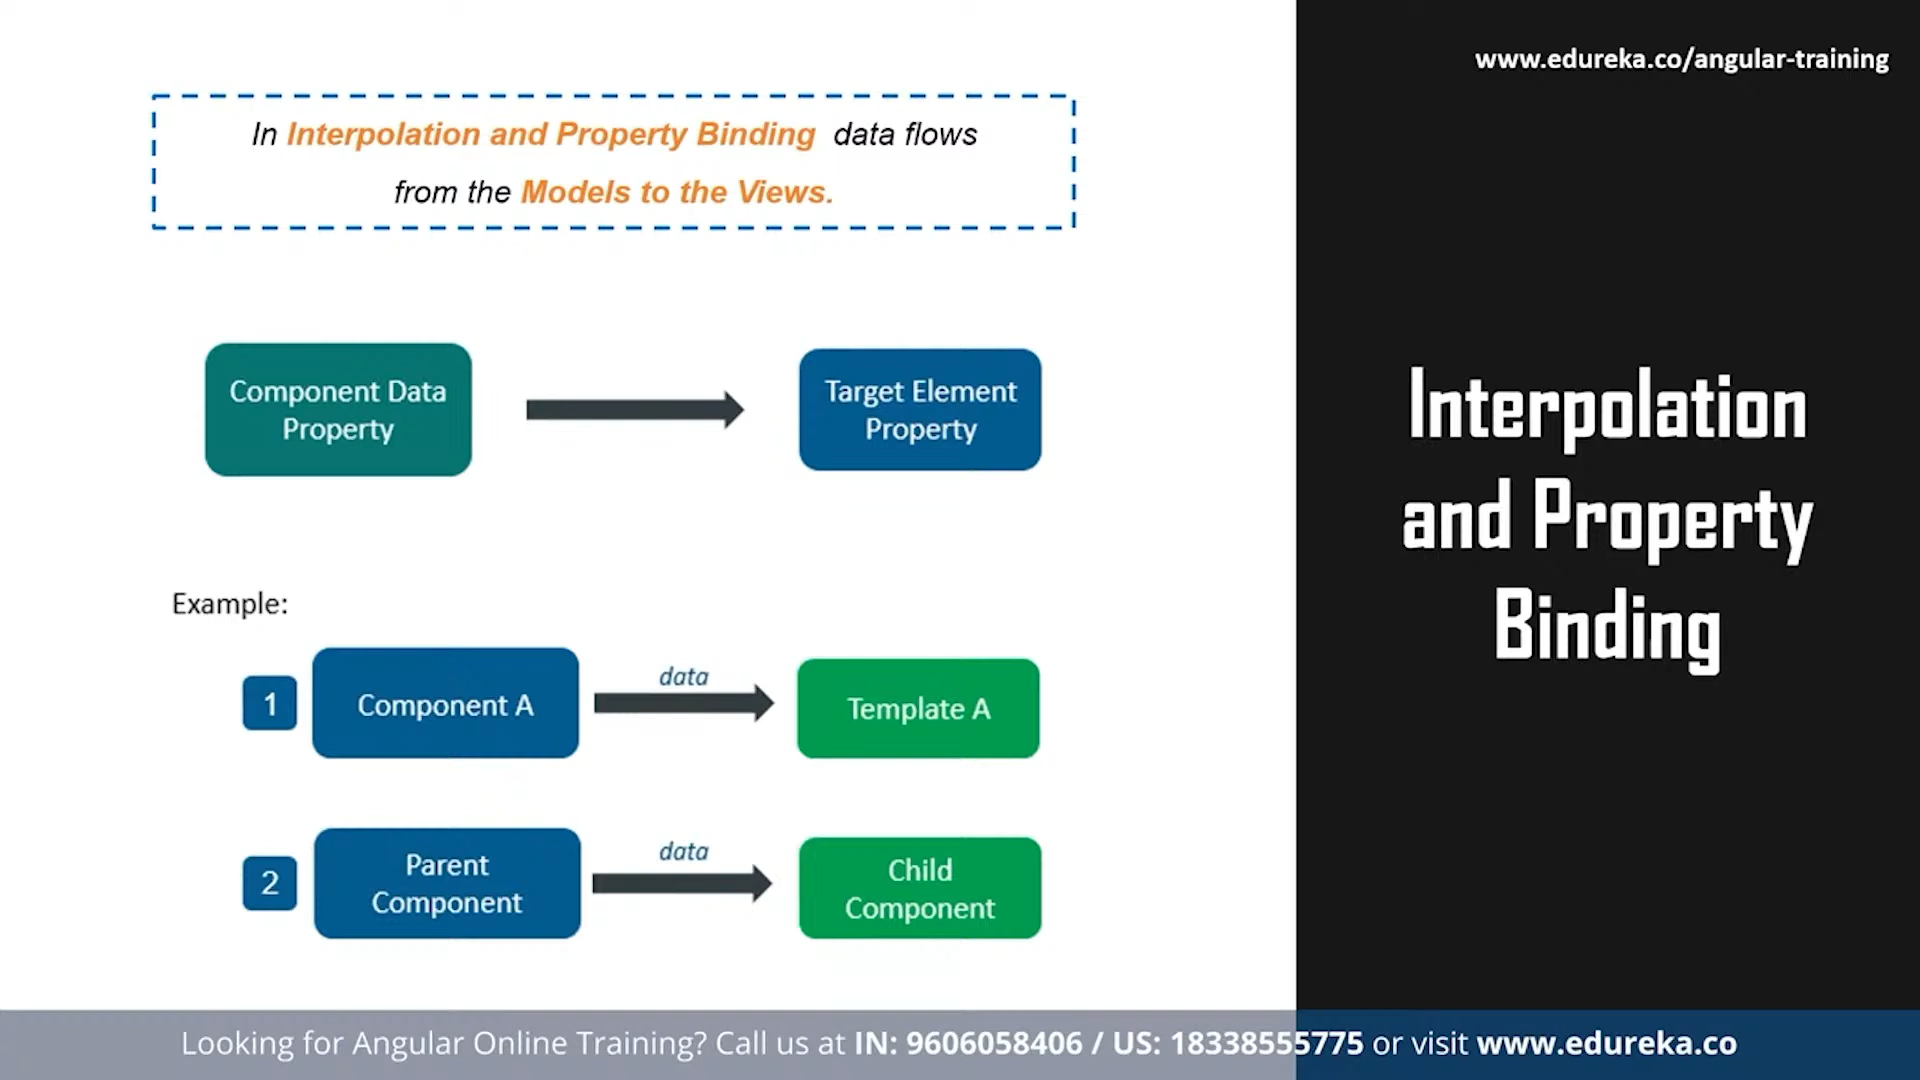 www.edureka.co/angular-training
In Interpolation and Property Binding data flows
from the Models to the Views.
Component Data
Property
Target Element
Property
Interpolation
and Property
Binding
Example:
1
Component A
data
Template A
2
Parent
Component
data
Child
Component
Looking for Angular Online Training? Call us at IN: 9606058406 / US: 18338555775 or visit www.edureka.co